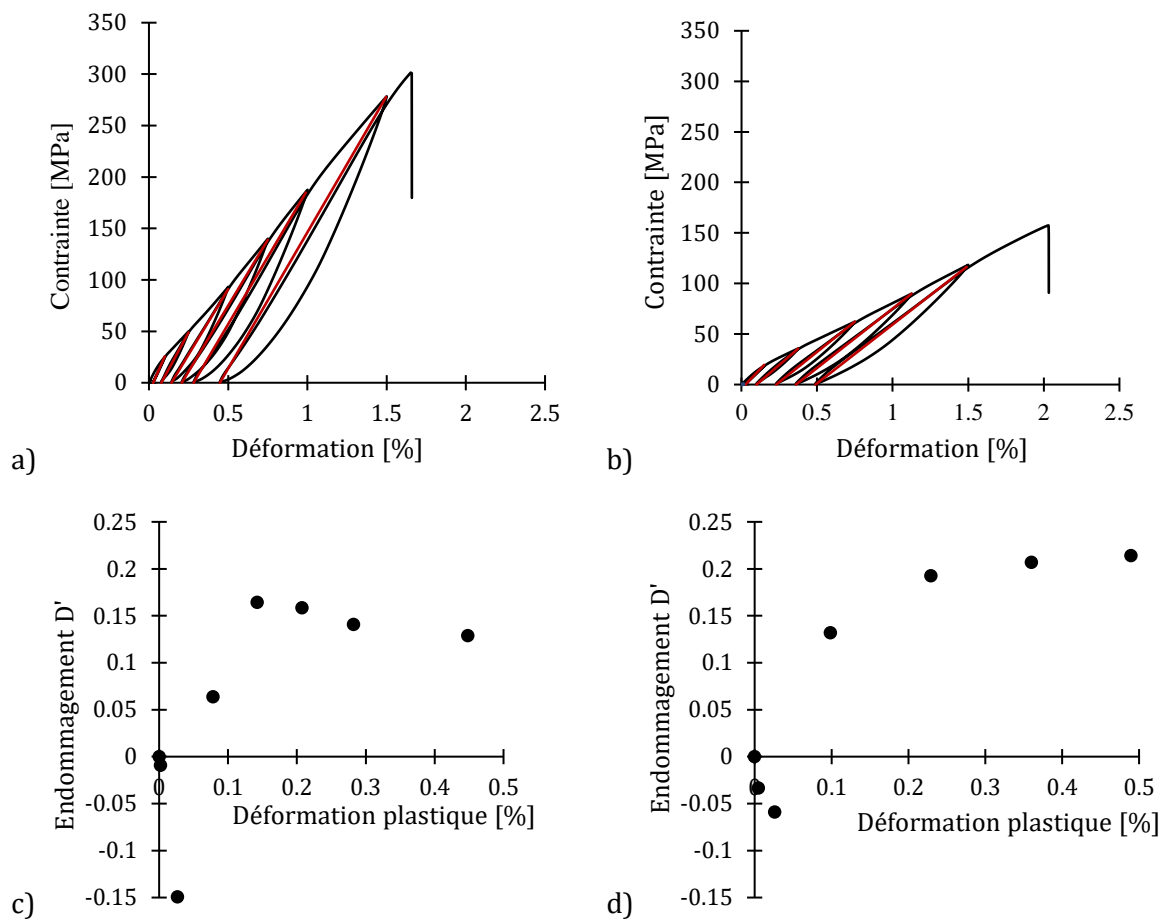 350
300
250
200
150
100
50
0
0 0.5 1 1.5 2 2.5
Contrainte [MPa]
Déformation [%]
a)
350
300
250
200
150
100
50
0
0 0.5 1 1.5 2 2.5
Contrainte [MPa]
Déformation [%]
b)
0.25
0.2
0.15
0.1
0.05
0
-0.05
-0.1
-0.15
0 0.1 0.2 0.3 0.4 0.5
Endommagement D'
Déformation plastique [%]
c)
0.25
0.2
0.15
0.1
0.05
0
-0.05
-0.1
-0.15
0 0.1 0.2 0.3 0.4 0.5
Endommagement D'
Déformation plastique [%]
d)